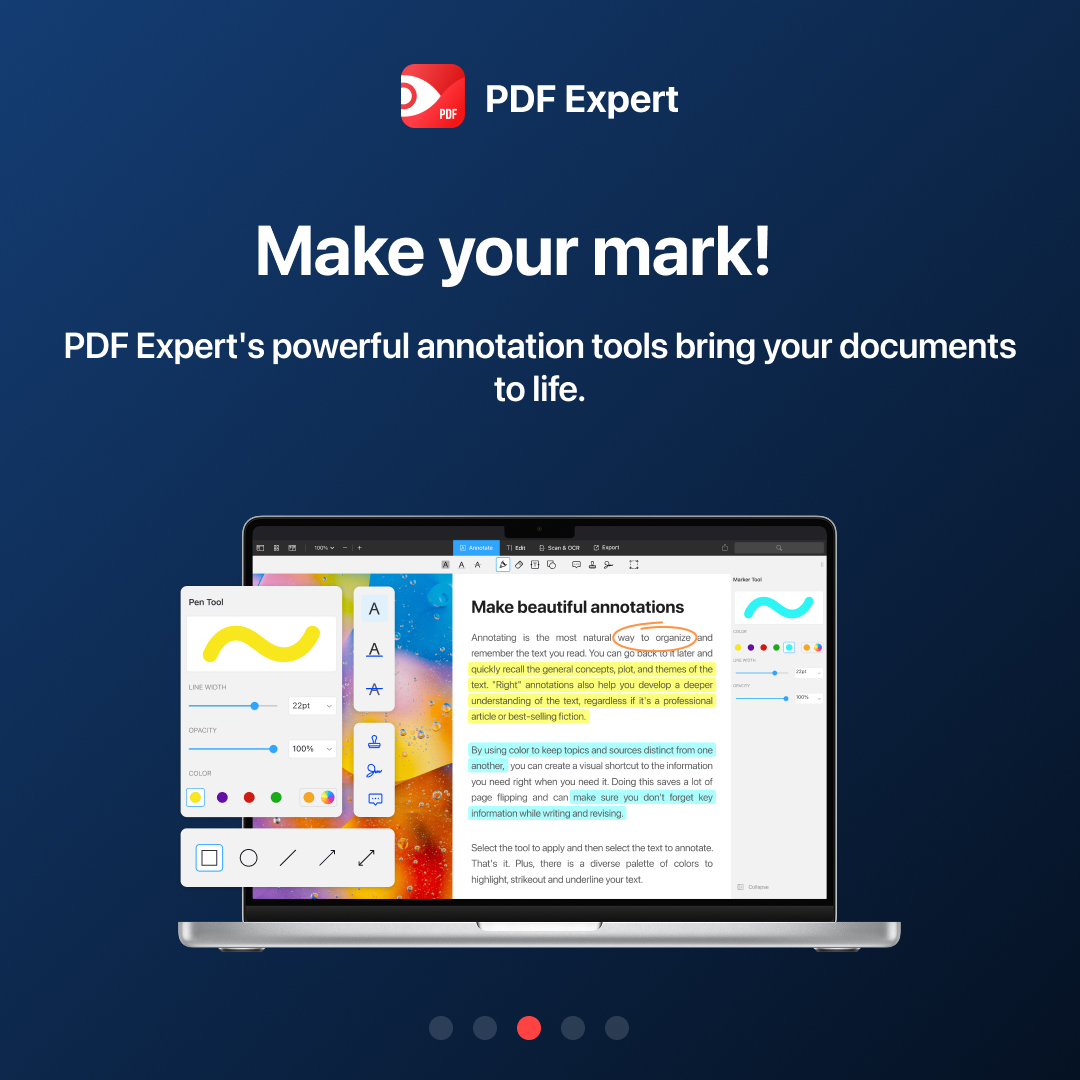 PDF
PDF Expert
Make your mark!
PDF Expert's powerful annotation tools bring your documents
to life.
100%
Annotate
Edit
Scan & OCR
Export
A
A
A
Pen Tool
LINE WIDTH
22pt
OPACITY
100%
COLOR
A
A
A
Make beautiful annotations
Annotating is the most natural way to organize and
remember the text you read. You can go back to it later and
quickly recall the general concepts, plot, and themes of the
text. "Right" annotations also help you develop a deeper
understanding of the text, regardless if it's a professional
article or best-selling fiction.
By using color to keep topics and sources distinct from one
another, you can create a visual shortcut to the information
you need right when you need it. Doing this saves a lot of
page flipping and can make sure you don't forget key
information while writing and revising.
Select the tool to apply and then select the text to annotate.
That's it. Plus, there is a diverse palette of colors to
highlight, strikeout and underline your text.
Marker Tool
COLOR
LINE WIDTH
22pt
OPACITY
100%
Collapse